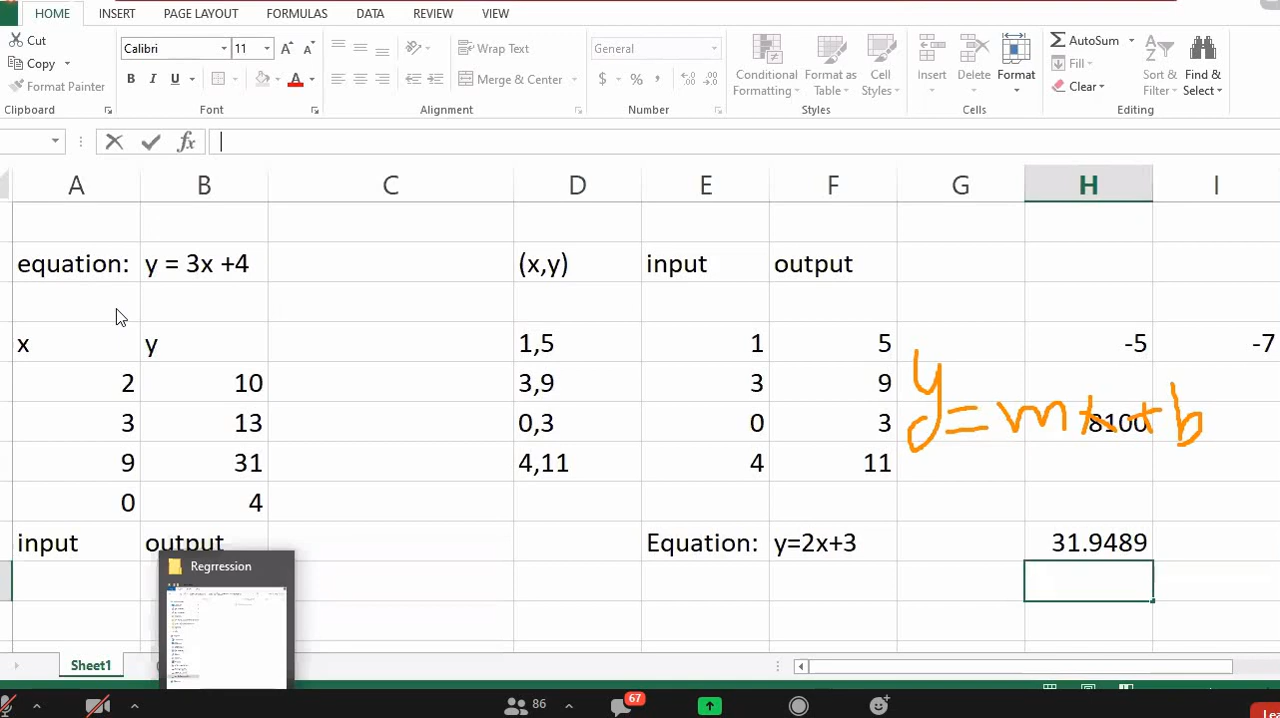 HOME INSERT PAGE LAYOUT FORMULAS DATA REVIEW VIEW
Cut Calibri 11 A A Wrap Text General AutoSum
Copy Fill
Format Painter B I U A Merge & Center $ % , Conditional Format as Cell Insert Delete Format Clear Sort & Find &
Formatting Table Styles Filter Select
Clipboard Font Alignment Number Styles Cells Editing
fx
A B C D E F G H I
equation: y = 3x +4 (x,y) input output
x y 1,5 1 5 -5 -7
2 10 3,9 3 9
3 13 0,3 0 3 8100
y = mx+b
9 31 4,11 4 11
0 4
input output Equation: y=2x+3 31.9489
Regrression
Sheet1
86 67